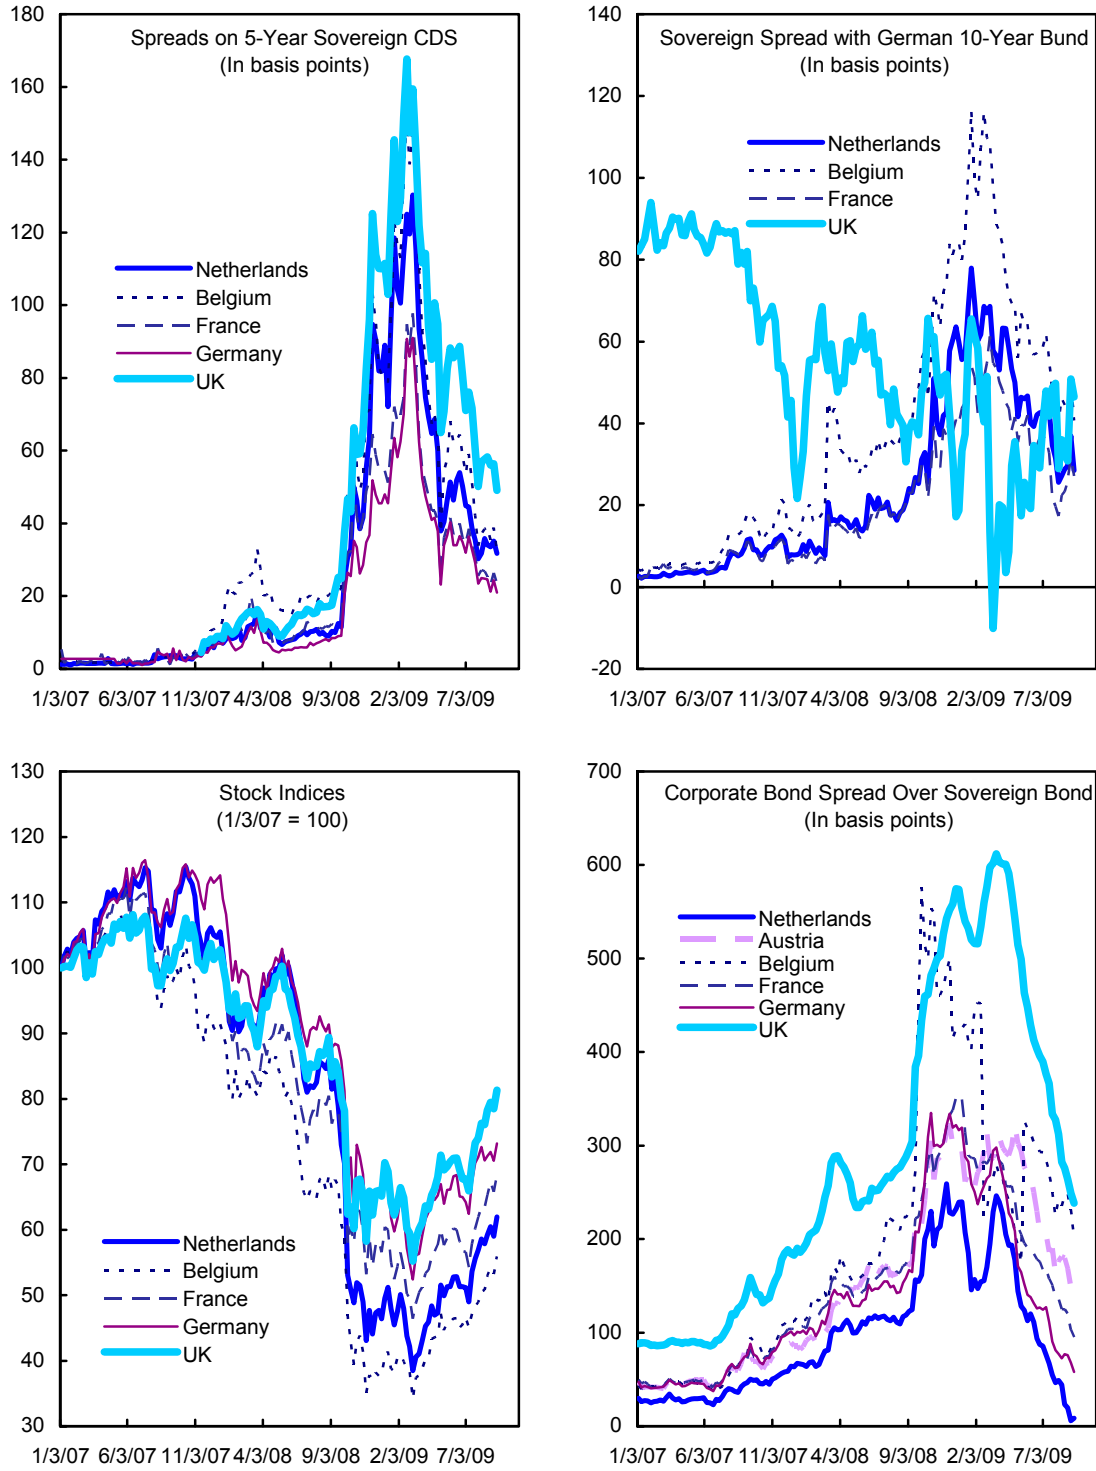 Spreads on 5-Year Sovereign CDS
(In basis points)
180
160
140
120
100
80
60
40
20
0
Netherlands
Belgium
France
Germany
UK
1/3/07 6/3/07 11/3/07 4/3/08 9/3/08 2/3/09 7/3/09
Sovereign Spread with German 10-Year Bund
(In basis points)
140
120
100
80
60
40
20
0
-20
Netherlands
Belgium
France
UK
1/3/07 6/3/07 11/3/07 4/3/08 9/3/08 2/3/09 7/3/09
Stock Indices
(1/3/07 = 100)
130
120
110
100
90
80
70
60
50
40
30
Netherlands
Belgium
France
Germany
UK
1/3/07 6/3/07 11/3/07 4/3/08 9/3/08 2/3/09 7/3/09
Corporate Bond Spread Over Sovereign Bond
(In basis points)
700
600
500
400
300
200
100
0
Netherlands
Austria
Belgium
France
Germany
UK
1/3/07 6/3/07 11/3/07 4/3/08 9/3/08 2/3/09 7/3/09